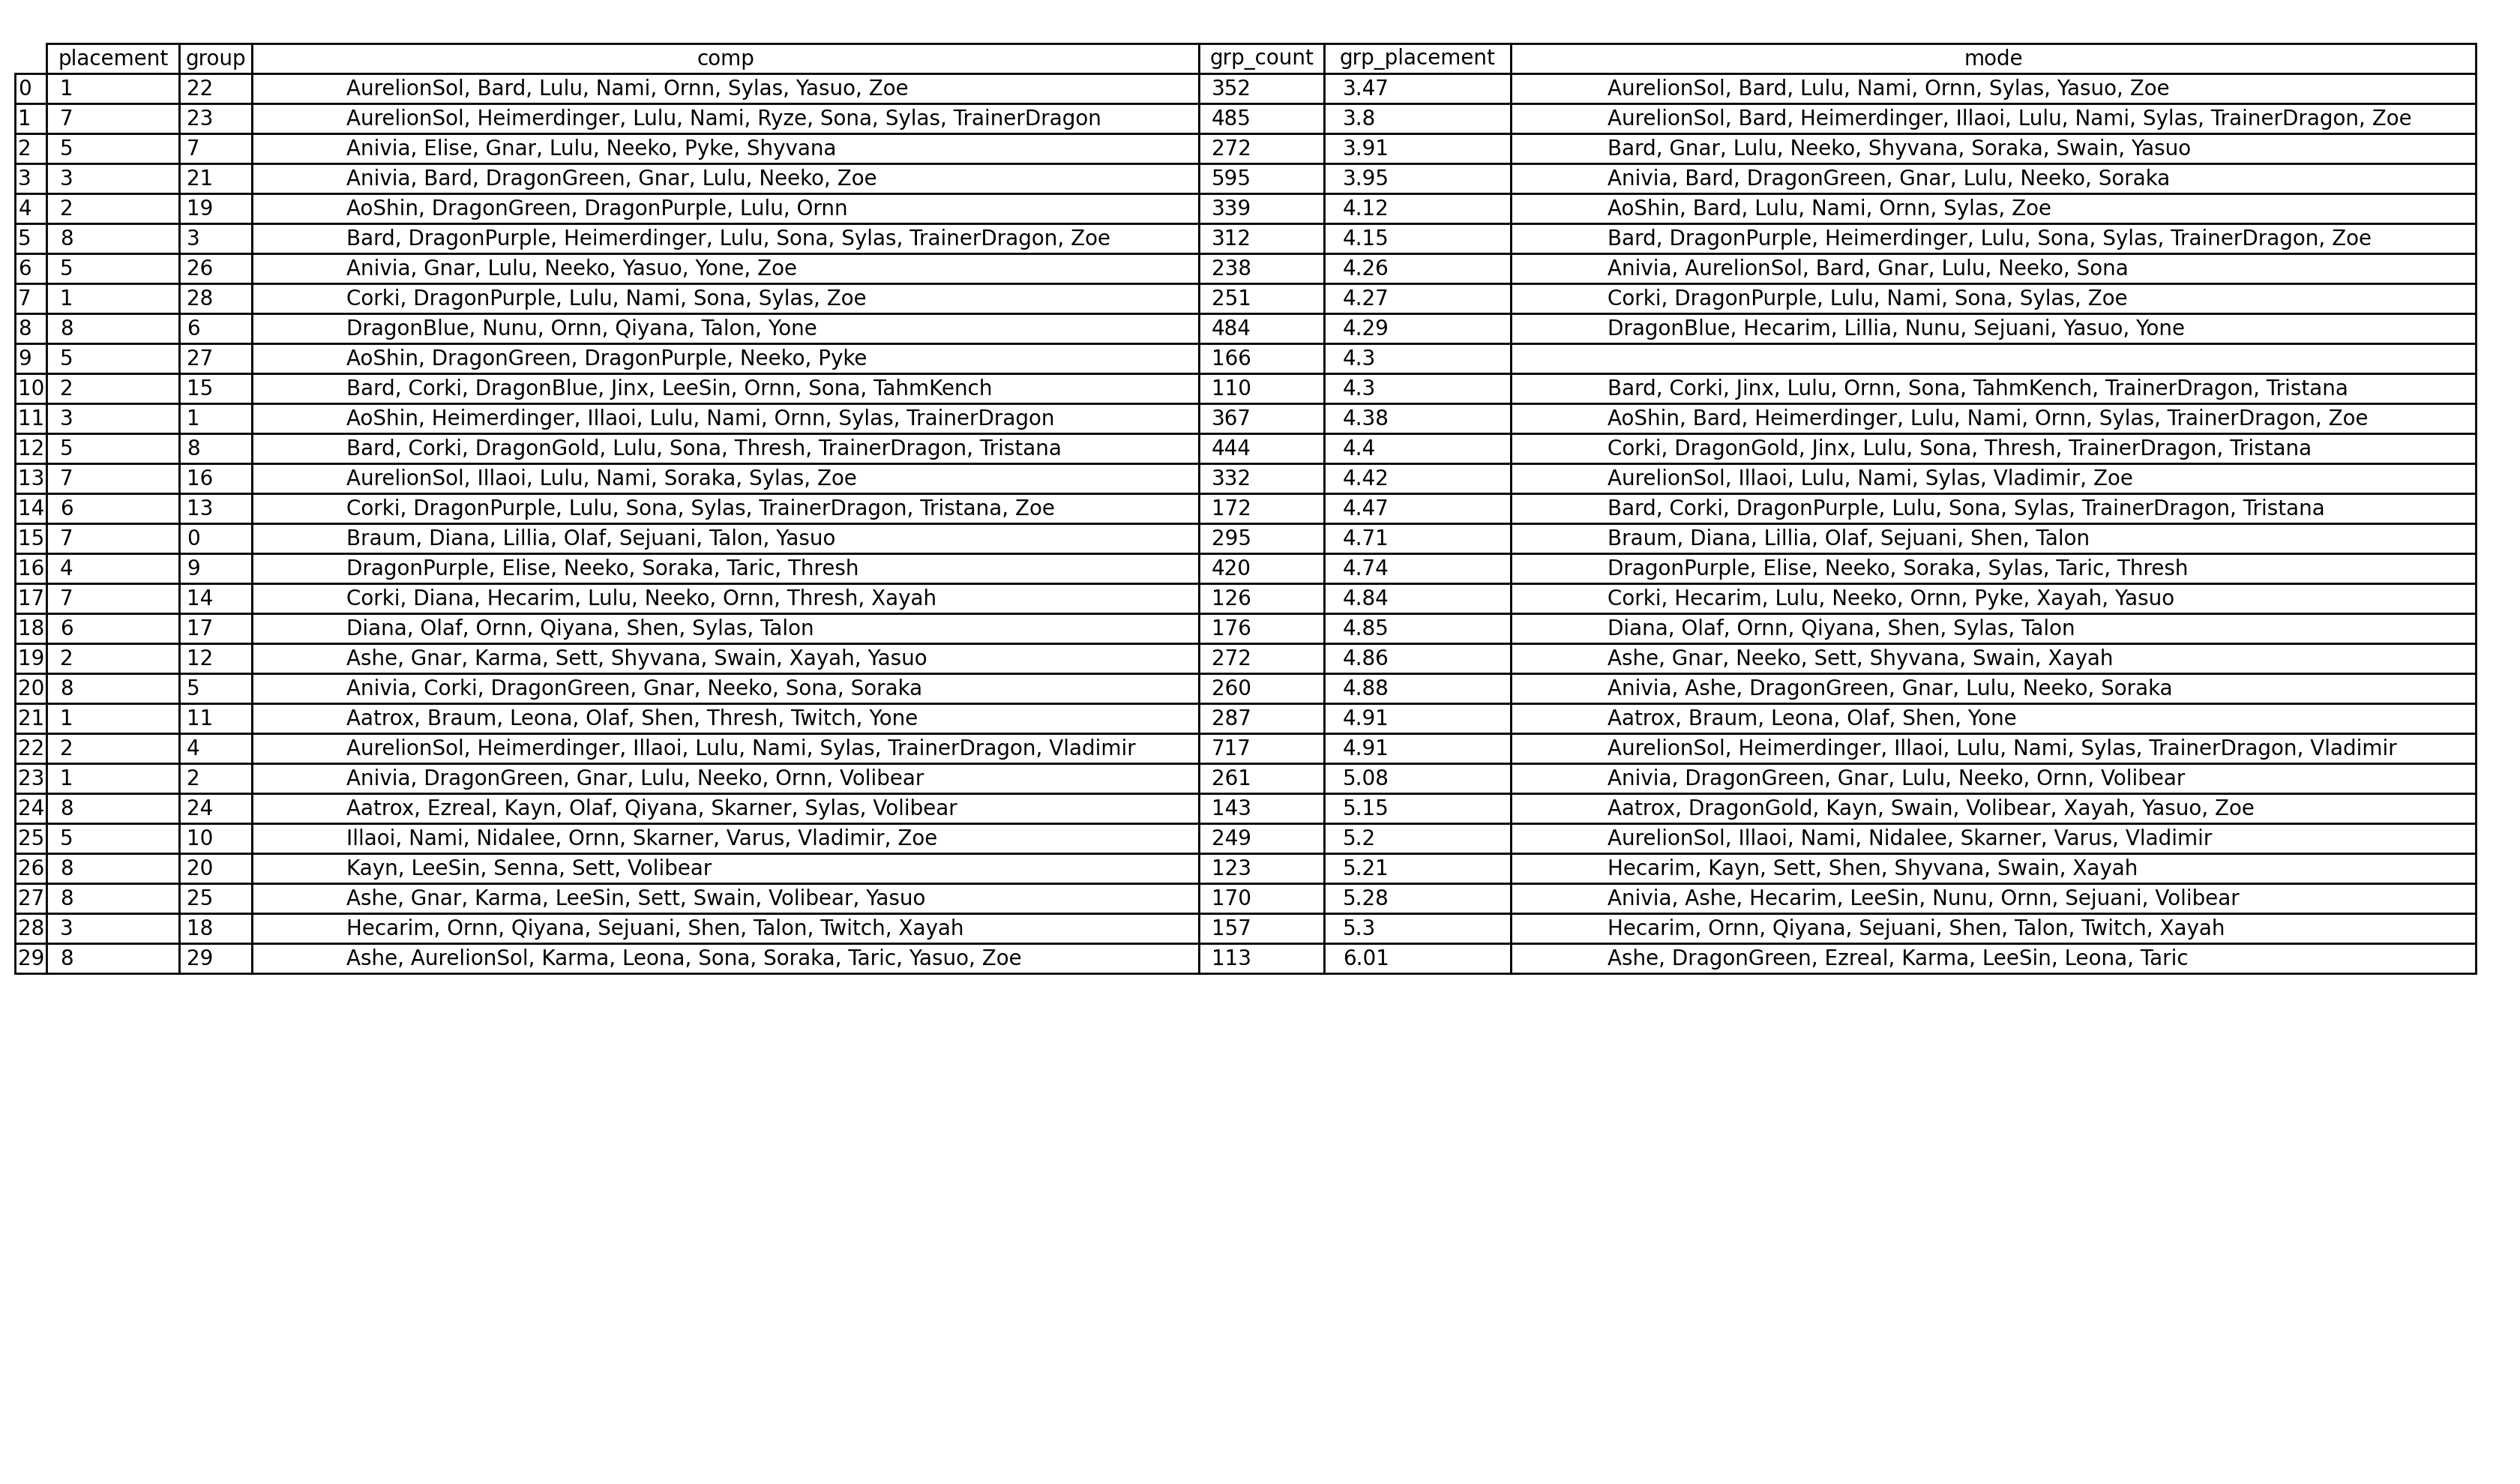 placement group comp grp_count grp_placement mode
0 1 22 AurelionSol, Bard, Lulu, Nami, Ornn, Sylas, Yasuo, Zoe 352 3.47 AurelionSol, Bard, Lulu, Nami, Ornn, Sylas, Yasuo, Zoe
1 7 23 AurelionSol, Heimerdinger, Lulu, Nami, Ryze, Sona, Sylas, TrainerDragon 485 3.8 AurelionSol, Bard, Heimerdinger, Illaoi, Lulu, Nami, Sylas, TrainerDragon, Zoe
2 5 7 Anivia, Elise, Gnar, Lulu, Neeko, Pyke, Shyvana 272 3.91 Bard, Gnar, Lulu, Neeko, Shyvana, Soraka, Swain, Yasuo
3 3 21 Anivia, Bard, DragonGreen, Gnar, Lulu, Neeko, Zoe 595 3.95 Anivia, Bard, DragonGreen, Gnar, Lulu, Neeko, Soraka
4 2 19 AoShin, DragonGreen, DragonPurple, Lulu, Ornn 339 4.12 AoShin, Bard, Lulu, Nami, Ornn, Sylas, Zoe
5 8 3 Bard, DragonPurple, Heimerdinger, Lulu, Sona, Sylas, TrainerDragon, Zoe 312 4.15 Bard, DragonPurple, Heimerdinger, Lulu, Sona, Sylas, TrainerDragon, Zoe
6 5 26 Anivia, Gnar, Lulu, Neeko, Yasuo, Yone, Zoe 238 4.26 Anivia, AurelionSol, Bard, Gnar, Lulu, Neeko, Sona
7 1 28 Corki, DragonPurple, Lulu, Nami, Sona, Sylas, Zoe 251 4.27 Corki, DragonPurple, Lulu, Nami, Sona, Sylas, Zoe
8 8 6 DragonBlue, Nunu, Ornn, Qiyana, Talon, Yone 484 4.29 DragonBlue, Hecarim, Lillia, Nunu, Sejuani, Yasuo, Yone
9 5 27 AoShin, DragonGreen, DragonPurple, Neeko, Pyke 166 4.3
10 2 15 Bard, Corki, DragonBlue, Jinx, LeeSin, Ornn, Sona, TahmKench 110 4.3 Bard, Corki, Jinx, Lulu, Ornn, Sona, TahmKench, TrainerDragon, Tristana
11 3 1 AoShin, Heimerdinger, Illaoi, Lulu, Nami, Ornn, Sylas, TrainerDragon 367 4.38 AoShin, Bard, Heimerdinger, Lulu, Nami, Ornn, Sylas, TrainerDragon, Zoe
12 5 8 Bard, Corki, DragonGold, Lulu, Sona, Thresh, TrainerDragon, Tristana 444 4.4 Corki, DragonGold, Jinx, Lulu, Sona, Thresh, TrainerDragon, Tristana
13 7 16 AurelionSol, Illaoi, Lulu, Nami, Soraka, Sylas, Zoe 332 4.42 AurelionSol, Illaoi, Lulu, Nami, Sylas, Vladimir, Zoe
14 6 13 Corki, DragonPurple, Lulu, Sona, Sylas, TrainerDragon, Tristana, Zoe 172 4.47 Bard, Corki, DragonPurple, Lulu, Sona, Sylas, TrainerDragon, Tristana
15 7 0 Braum, Diana, Lillia, Olaf, Sejuani, Talon, Yasuo 295 4.71 Braum, Diana, Lillia, Olaf, Sejuani, Shen, Talon
16 4 9 DragonPurple, Elise, Neeko, Soraka, Taric, Thresh 420 4.74 DragonPurple, Elise, Neeko, Soraka, Sylas, Taric, Thresh
17 7 14 Corki, Diana, Hecarim, Lulu, Neeko, Ornn, Thresh, Xayah 126 4.84 Corki, Hecarim, Lulu, Neeko, Ornn, Pyke, Xayah, Yasuo
18 6 17 Diana, Olaf, Ornn, Qiyana, Shen, Sylas, Talon 176 4.85 Diana, Olaf, Ornn, Qiyana, Shen, Sylas, Talon
19 2 12 Ashe, Gnar, Karma, Sett, Shyvana, Swain, Xayah, Yasuo 272 4.86 Ashe, Gnar, Neeko, Sett, Shyvana, Swain, Xayah
20 8 5 Anivia, Corki, DragonGreen, Gnar, Neeko, Sona, Soraka 260 4.88 Anivia, Ashe, DragonGreen, Gnar, Lulu, Neeko, Soraka
21 1 11 Aatrox, Braum, Leona, Olaf, Shen, Thresh, Twitch, Yone 287 4.91 Aatrox, Braum, Leona, Olaf, Shen, Yone
22 2 4 AurelionSol, Heimerdinger, Illaoi, Lulu, Nami, Sylas, TrainerDragon, Vladimir 717 4.91 AurelionSol, Heimerdinger, Illaoi, Lulu, Nami, Sylas, TrainerDragon, Vladimir
23 1 2 Anivia, DragonGreen, Gnar, Lulu, Neeko, Ornn, Volibear 261 5.08 Anivia, DragonGreen, Gnar, Lulu, Neeko, Ornn, Volibear
24 8 24 Aatrox, Ezreal, Kayn, Olaf, Qiyana, Skarner, Sylas, Volibear 143 5.15 Aatrox, DragonGold, Kayn, Swain, Volibear, Xayah, Yasuo, Zoe
25 5 10 Illaoi, Nami, Nidalee, Ornn, Skarner, Varus, Vladimir, Zoe 249 5.2 AurelionSol, Illaoi, Nami, Nidalee, Skarner, Varus, Vladimir
26 8 20 Kayn, LeeSin, Senna, Sett, Volibear 123 5.21 Hecarim, Kayn, Sett, Shen, Shyvana, Swain, Xayah
27 8 25 Ashe, Gnar, Karma, LeeSin, Sett, Swain, Volibear, Yasuo 170 5.28 Anivia, Ashe, Hecarim, LeeSin, Nunu, Ornn, Sejuani, Volibear
28 3 18 Hecarim, Ornn, Qiyana, Sejuani, Shen, Talon, Twitch, Xayah 157 5.3 Hecarim, Ornn, Qiyana, Sejuani, Shen, Talon, Twitch, Xayah
29 8 29 Ashe, AurelionSol, Karma, Leona, Sona, Soraka, Taric, Yasuo, Zoe 113 6.01 Ashe, DragonGreen, Ezreal, Karma, LeeSin, Leona, Taric